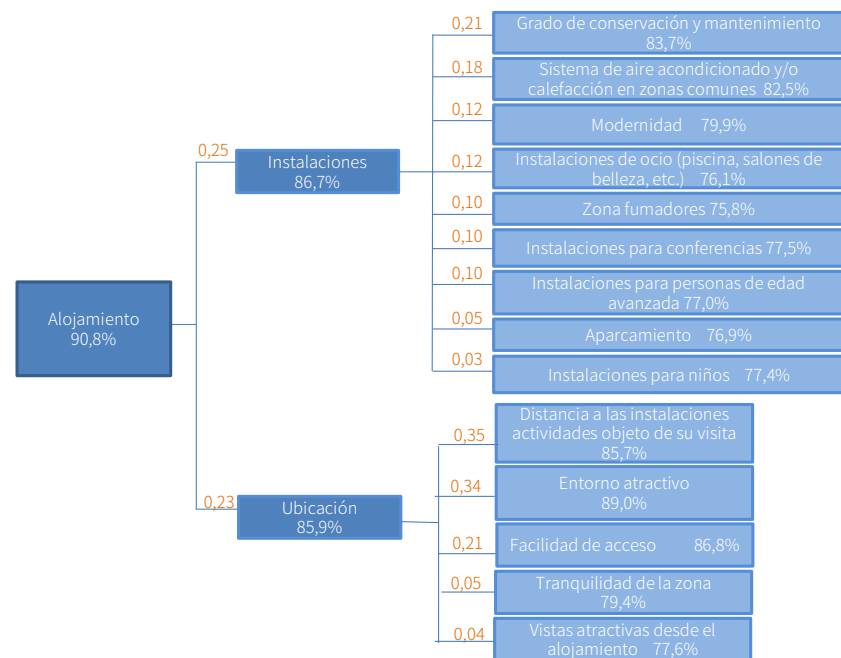 Alojamiento
90,8%
0,25
Instalaciones
86,7%
0,21
Grado de conservación y mantenimiento
83,7%
0,18
Sistema de aire acondicionado y/o
calefacción en zonas comunes 82,5%
0,12
Modernidad 79,9%
0,12
Instalaciones de ocio (piscina, salones de
belleza, etc.) 76,1%
0,10
Zona fumadores 75,8%
0,10
Instalaciones para conferencias 77,5%
0,10
Instalaciones para personas de edad
avanzada 77,0%
0,05
Aparcamiento 76,9%
0,03
Instalaciones para niños 77,4%
0,23
Ubicación
85,9%
0,35
Distancia a las instalaciones
actividades objeto de su visita
85,7%
0,34
Entorno atractivo
89,0%
0,21
Facilidad de acceso 86,8%
0,05
Tranquilidad de la zona
79,4%
0,04
Vistas atractivas desde el
alojamiento 77,6%